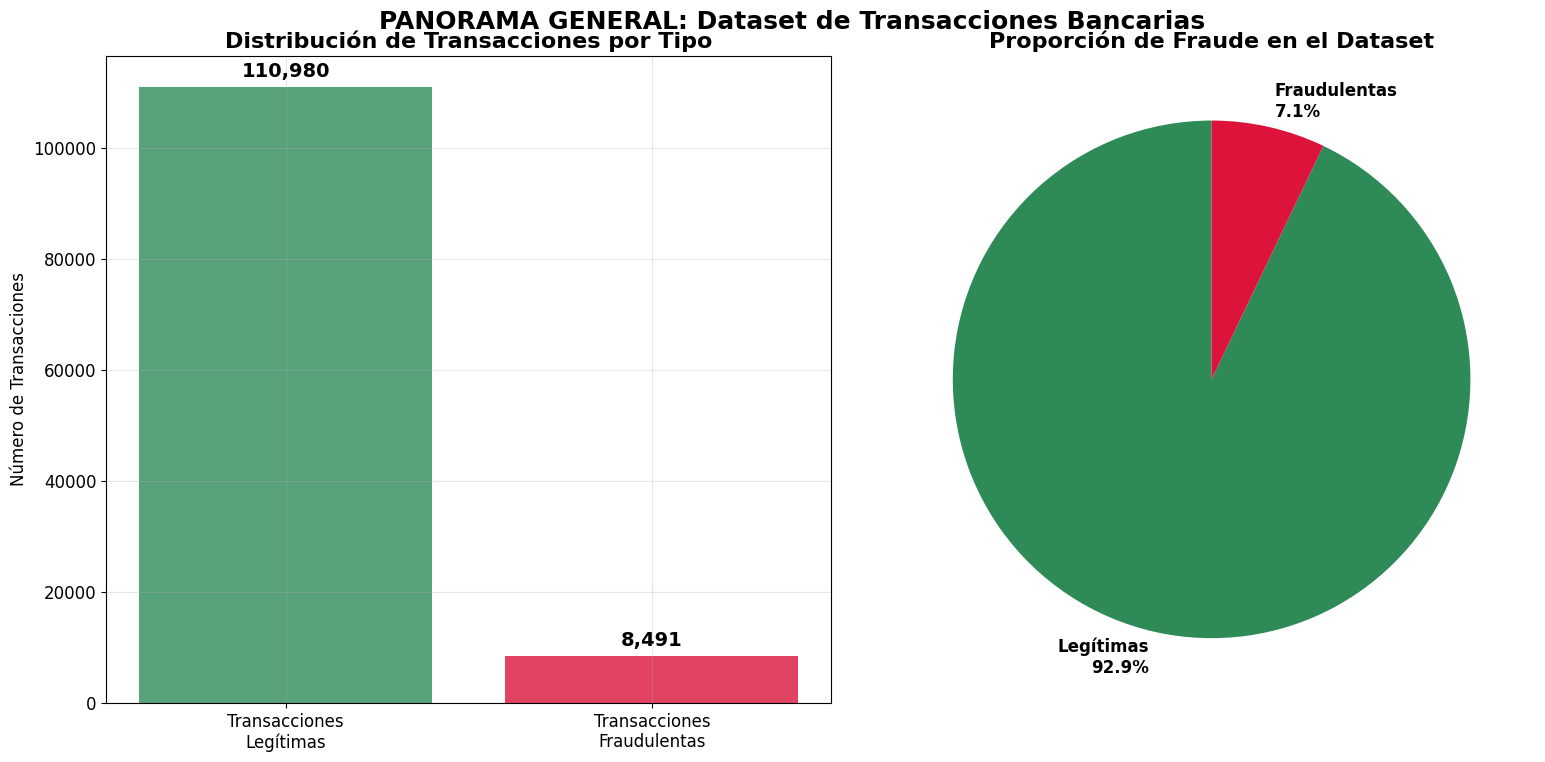 PANORAMA GENERAL: Dataset de Transacciones Bancarias
Distribución de Transacciones por Tipo
110,980
100000
80000
60000
40000
20000
0
Número de Transacciones
8,491
Transacciones
Legítimas
Transacciones
Fraudulentas
Proporción de Fraude en el Dataset
Fraudulentas
7.1%
Legítimas
92.9%